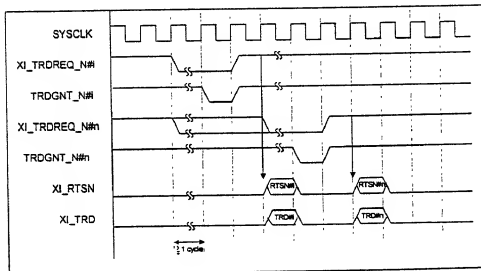 SYSCLK
XI_TRDREQ_N#i
TRDGNT_N#i
XI_TRDREQ_N#n
TRDGNT_N#n
XI_RTSN RTSN#i RTSN#n
XI_TRD TRD#i TRD#n
1 cycle